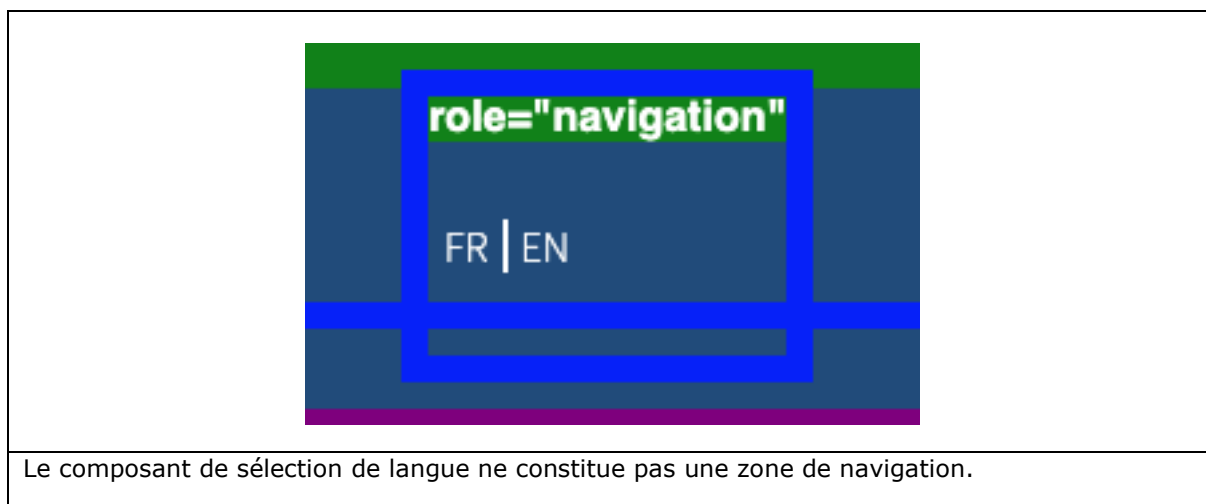 role="navigation"
FR | EN
Le composant de sélection de langue ne constitue pas une zone de navigation.